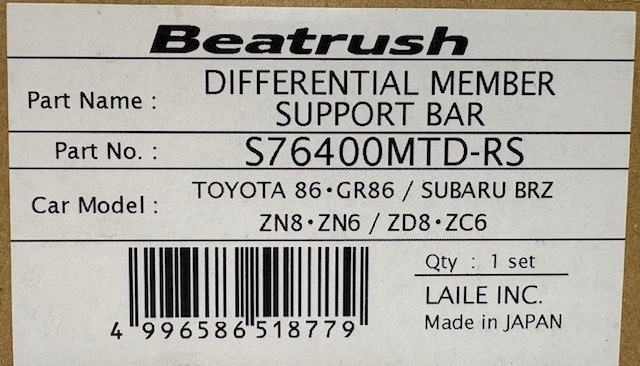 Beatrush
Part Name : DIFFERENTIAL MEMBER
SUPPORT BAR
Part No. : S76400MTD-RS
Car Model : TOYOTA 86・GR86 / SUBARU BRZ
ZN8・ZN6 / ZD8・ZC6
Qty : 1 set
LAILE INC.
Made in JAPAN
4 996586 518779